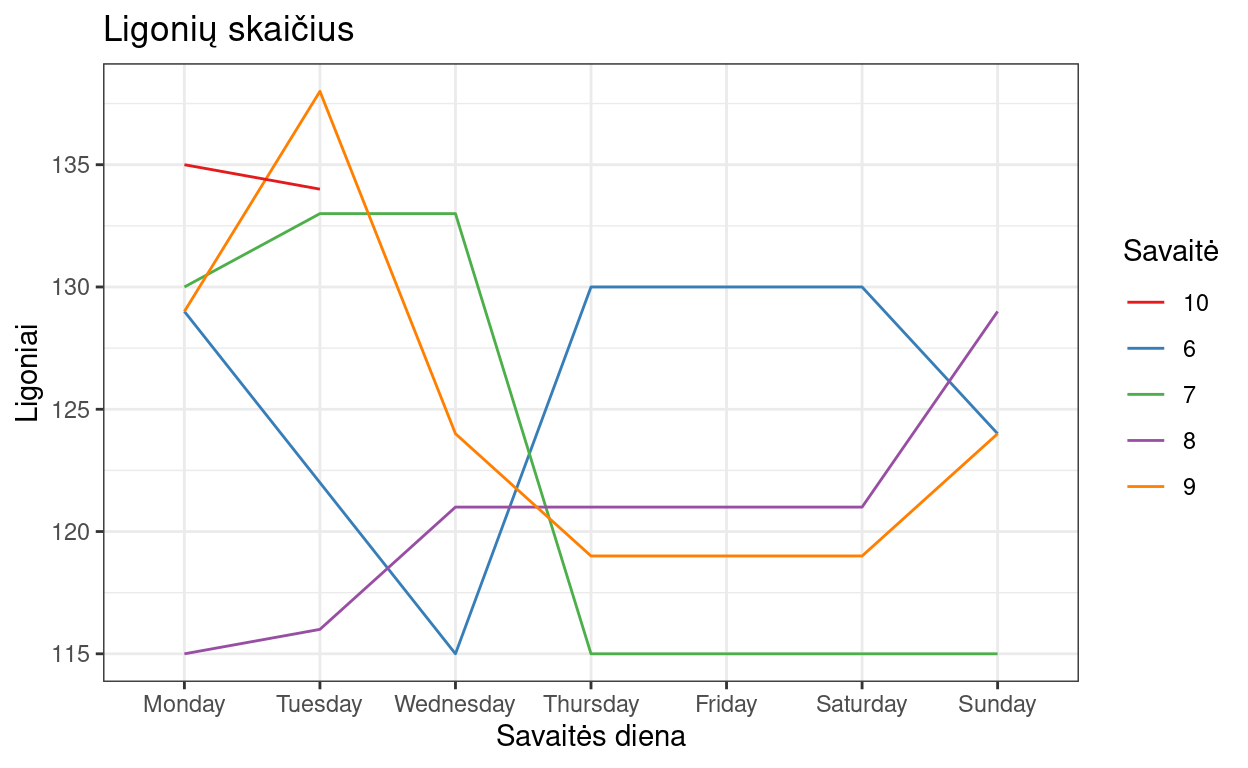 Ligonių skaičius
135
130
125
120
115
Ligoniai
Monday Tuesday Wednesday Thursday Friday Saturday Sunday
Savaitės diena
Savaitė
10
6
7
8
9